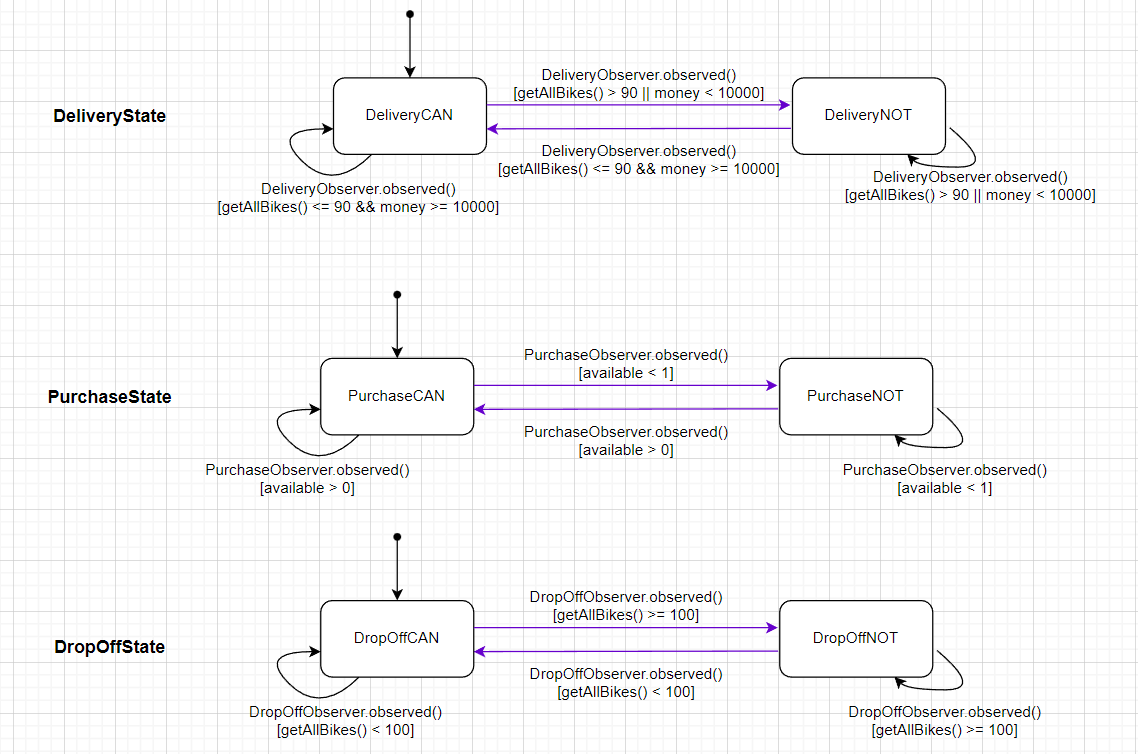 DeliveryState
DeliveryCAN
DeliveryObserver.observed()
[getAllBikes() > 90 || money < 10000]
DeliveryNOT
DeliveryObserver.observed()
[getAllBikes() <= 90 && money >= 10000]
DeliveryObserver.observed()
[getAllBikes() <= 90 && money >= 10000]
DeliveryObserver.observed()
[getAllBikes() > 90 || money < 10000]
PurchaseState
PurchaseCAN
PurchaseObserver.observed()
[available < 1]
PurchaseNOT
PurchaseObserver.observed()
[available > 0]
PurchaseObserver.observed()
[available > 0]
PurchaseObserver.observed()
[available < 1]
DropOffState
DropOffCAN
DropOffObserver.observed()
[getAllBikes() >= 100]
DropOffNOT
DropOffObserver.observed()
[getAllBikes() < 100]
DropOffObserver.observed()
[getAllBikes() < 100]
DropOffObserver.observed()
[getAllBikes() >= 100]